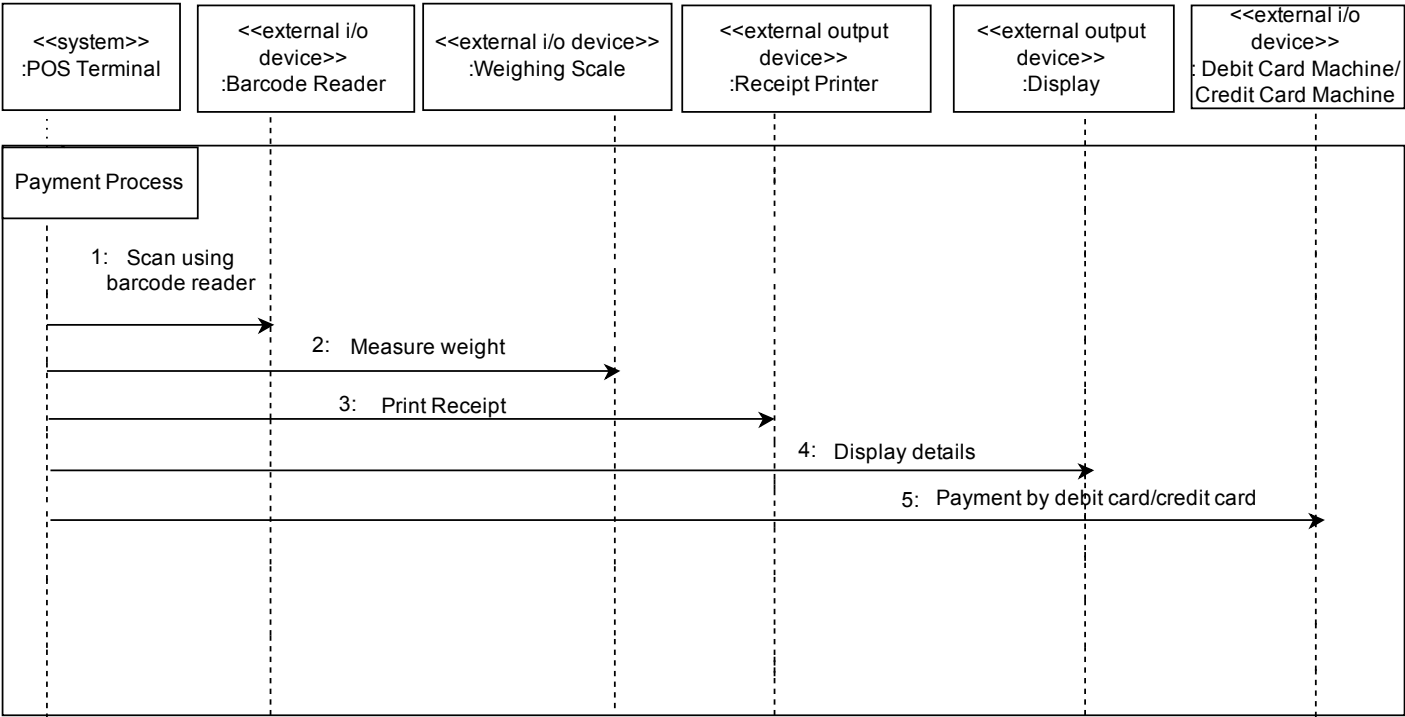 <<system>>
:POS Terminal
<<external i/o
device>>
:Barcode Reader
<<external i/o device>>
:Weighing Scale
<<external output
device>>
:Receipt Printer
<<external output
device>>
:Display
<<external i/o
device>>
: Debit Card Machine/
Credit Card Machine
Payment Process
1: Scan using
barcode reader
2: Measure weight
3: Print Receipt
4: Display details
5: Payment by debit card/credit card